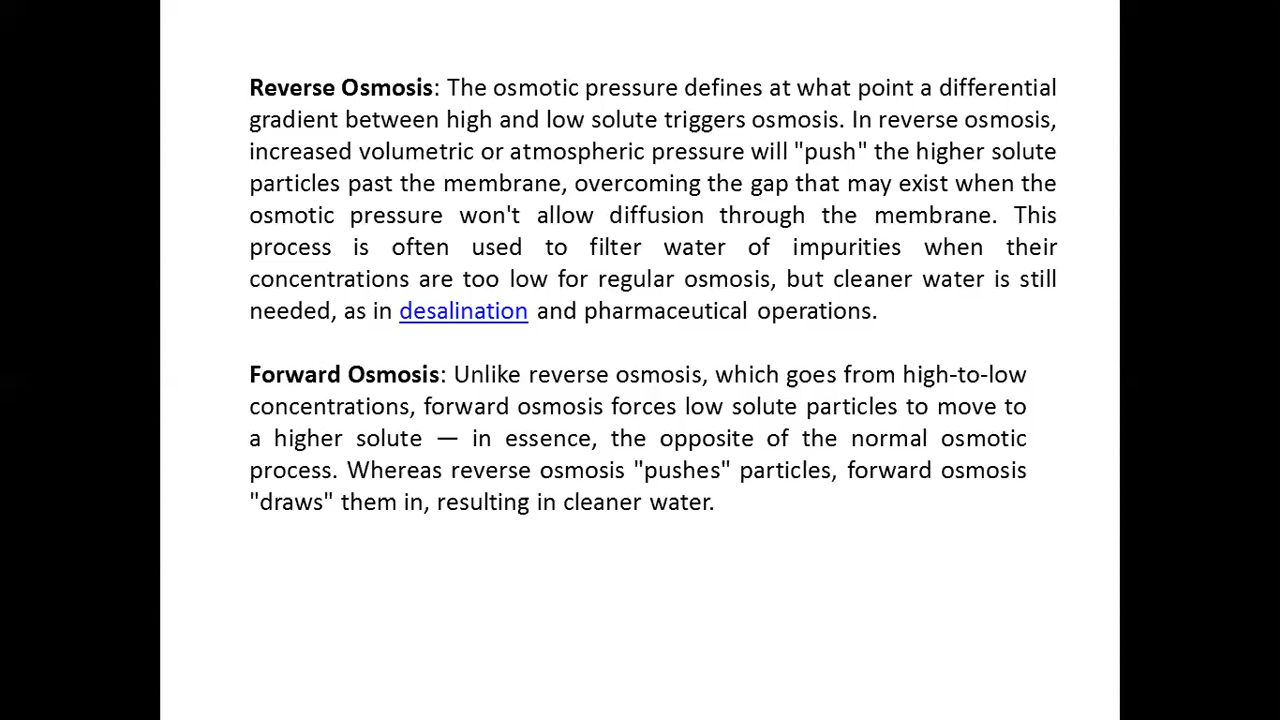 Reverse Osmosis: The osmotic pressure defines at what point a differential
gradient between high and low solute triggers osmosis. In reverse osmosis,
increased volumetric or atmospheric pressure will "push" the higher solute
particles past the membrane, overcoming the gap that may exist when the
osmotic pressure won't allow diffusion through the membrane. This
process is often used to filter water of impurities when their
concentrations are too low for regular osmosis, but cleaner water is still
needed, as in desalination and pharmaceutical operations.
Forward Osmosis: Unlike reverse osmosis, which goes from high-to-low
concentrations, forward osmosis forces low solute particles to move to
a higher solute — in essence, the opposite of the normal osmotic
process. Whereas reverse osmosis "pushes" particles, forward osmosis
"draws" them in, resulting in cleaner water.